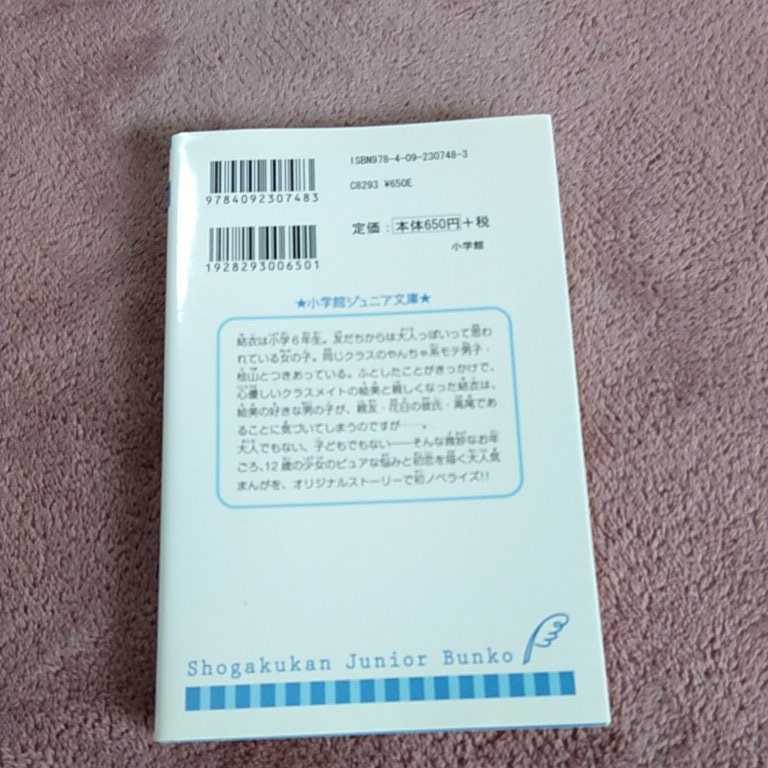 ISBN978-4-09-230748-3
9784092307483
C8293 ¥650E
定価：本体650円＋税
1928293006501
小学館
★小学館ジュニア文庫★
結衣は小学6年生。友だちからは大人っぽいって思わ
れている女の子。同じクラスのやんちゃ系モテ男子・
桧山とつきあっている。ふとしたことがきっかけで、
心優しいクラスメイトの絵美と親しくなった結衣は、
絵美の好きな男の子が、親友・花日の彼氏・高尾であ
ることに気づいてしまうのですが……。
大人でもない、子どもでもない――そんな微妙なお年
ごろ、12歳の少女のピュアな悩みと初恋を描く大人気
まんがを、オリジナルストーリーで初ノベライズ!!
Shogakukan Junior Bunko